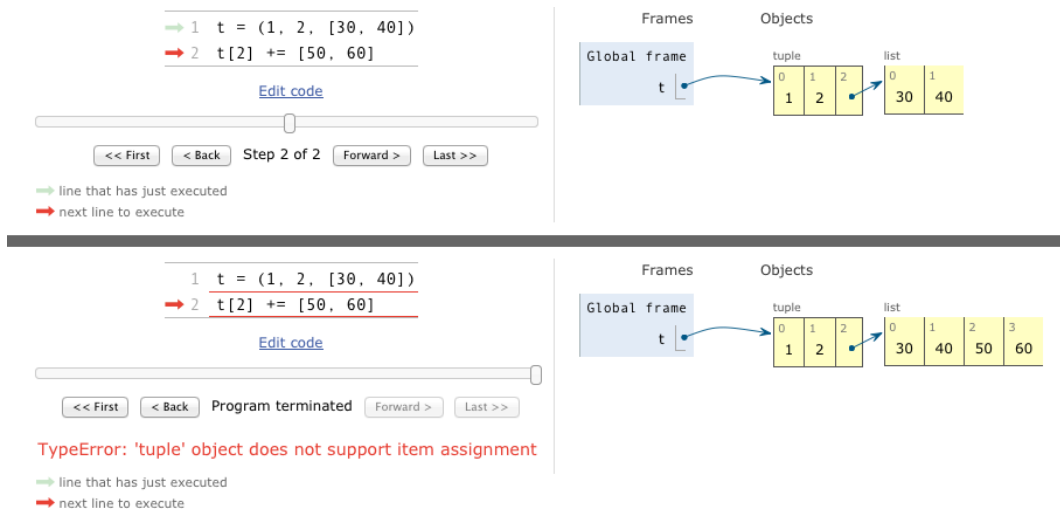 1 t = (1, 2, [30, 40])
2 t[2] += [50, 60]
Edit code
<< First < Back Step 2 of 2 Forward > Last >>
line that has just executed
next line to execute
Frames Objects
Global frame
t
tuple
0 1 2
1 2
list
0 1
30 40
1 t = (1, 2, [30, 40])
2 t[2] += [50, 60]
Edit code
<< First < Back Program terminated Forward > Last >>
TypeError: 'tuple' object does not support item assignment
line that has just executed
next line to execute
Frames Objects
Global frame
t
tuple
0 1 2
1 2
list
0 1 2 3
30 40 50 60